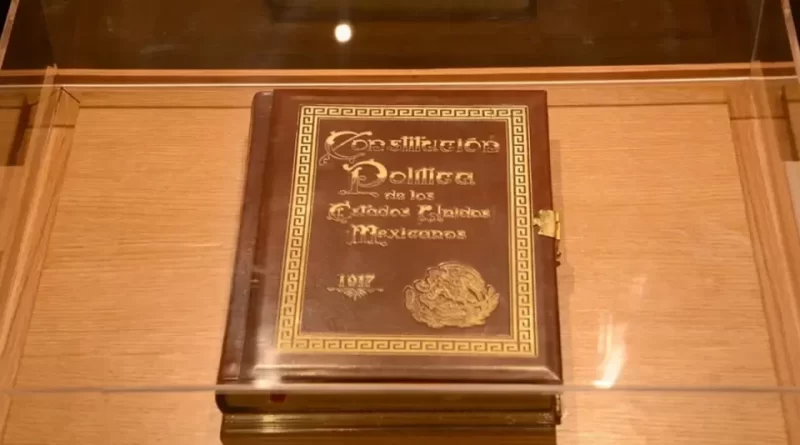 Constitución
Política
de los
Estados Unidos
Mexicanos
1917